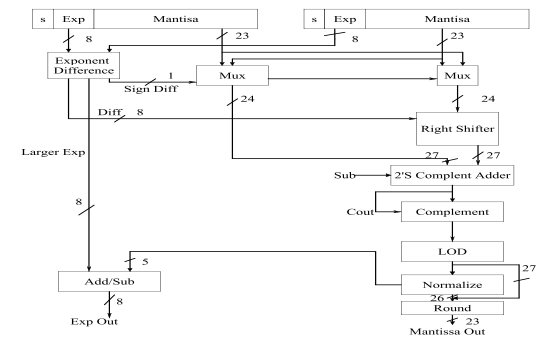 s Exp Mantisa s Exp Mantisa
8 23 8 23
Exponent
Difference
1
Sign Diff
Mux
Mux
24
24
Diff 8
Right Shifter
Larger Exp
27
27
Sub
2'S Complent Adder
8
Cout
Complement
LOD
5
27
Add/Sub
Normalize
26
8
Round
Exp Out
23
Mantissa Out